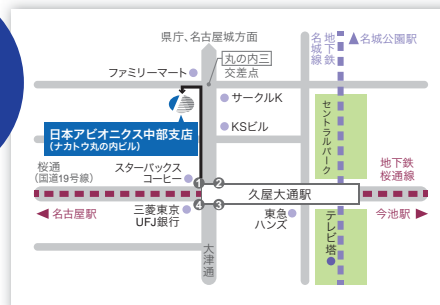 県庁、名古屋城方面
丸の内三
交差点
地下鉄
名城線
▲名城公園駅
ファミリーマート
サークルK
日本アビオニクス中部支店
(ナカトウ丸の内ビル)
KSビル
セントラルパーク
桜通
(国道19号線)
スターバックス
コーヒー
地下鉄
桜通線
① ②
久屋大通駅
④ ③
◀名古屋駅
三菱東京
UFJ銀行
東急
ハンズ
テレビ塔
今池駅▶
大津通